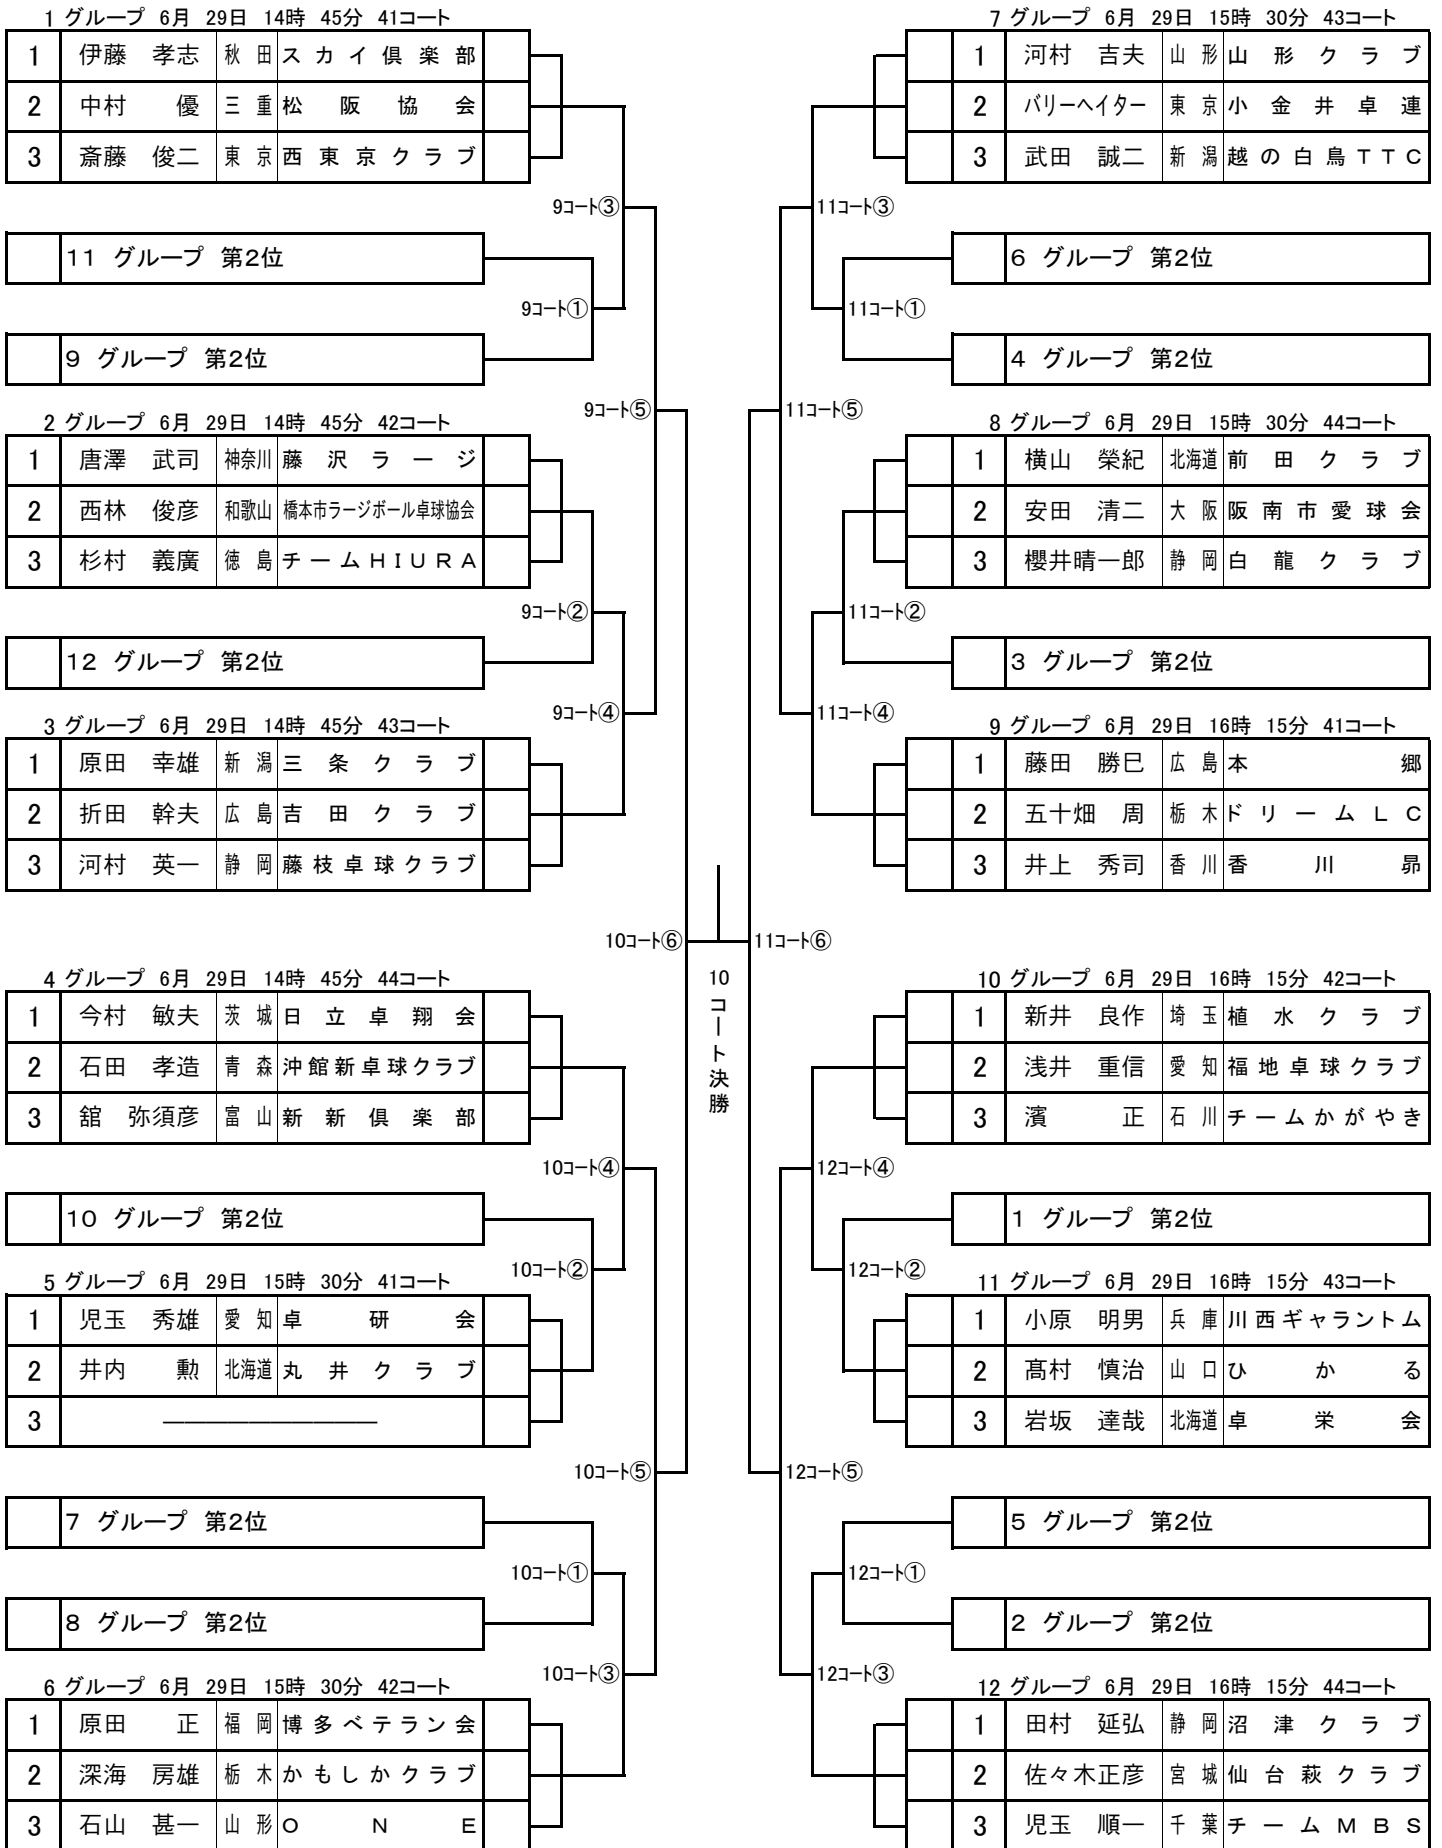 1 グループ 6月 29日 14時 45分 41コート
1 伊藤 孝志 秋田 スカイ倶楽部
2 中村 優 三重 松阪協会
3 斎藤 俊二 東京 西東京クラブ
9コート③
11 グループ 第2位
9コート①
9 グループ 第2位
9コート⑤
2 グループ 6月 29日 14時 45分 42コート
1 唐澤 武司 神奈川 藤沢ラージ
2 西林 俊彦 和歌山 橋本市ラージボール卓球協会
3 杉村 義廣 徳島 チームHIURA
9コート②
12 グループ 第2位
9コート④
3 グループ 6月 29日 14時 45分 43コート
1 原田 幸雄 新潟 三条クラブ
2 折田 幹夫 広島 吉田クラブ
3 河村 英一 静岡 藤枝卓球クラブ
10コート⑥
4 グループ 6月 29日 14時 45分 44コート
1 今村 敏夫 茨城 日立卓翔会
2 石田 孝造 青森 沖館新卓球クラブ
3 舘 弥須彦 富山 新新倶楽部
10コート④
10 グループ 第2位
10コート②
5 グループ 6月 29日 15時 30分 41コート
1 児玉 秀雄 愛知 卓研会
2 井内 勲 北海道 丸井クラブ
3 ――――――――――
10コート⑤
7 グループ 第2位
10コート①
8 グループ 第2位
10コート③
6 グループ 6月 29日 15時 30分 42コート
1 原田 正 福岡 博多ベテラン会
2 深海 房雄 栃木 かもしかクラブ
3 石山 甚一 山形 ONE
10コート決勝
7 グループ 6月 29日 15時 30分 43コート
1 河村 吉夫 山形 山形クラブ
2 バリーヘイター 東京 小金井卓連
3 武田 誠二 新潟 越の白鳥TTC
11コート③
6 グループ 第2位
11コート①
4 グループ 第2位
11コート⑤
8 グループ 6月 29日 15時 30分 44コート
1 横山 榮紀 北海道 前田クラブ
2 安田 清二 大阪 阪南市愛球会
3 櫻井晴一郎 静岡 白龍クラブ
11コート②
3 グループ 第2位
11コート④
9 グループ 6月 29日 16時 15分 41コート
1 藤田 勝巳 広島 本郷
2 五十畑 周 栃木 ドリームLC
3 井上 秀司 香川 香川昴
11コート⑥
10 グループ 6月 29日 16時 15分 42コート
1 新井 良作 埼玉 植水クラブ
2 浅井 重信 愛知 福地卓球クラブ
3 濱 正 石川 チームかがやき
12コート④
1 グループ 第2位
12コート②
11 グループ 6月 29日 16時 15分 43コート
1 小原 明男 兵庫 川西ギャラントム
2 髙村 慎治 山口 ひかる
3 岩坂 達哉 北海道 卓栄会
12コート⑤
5 グループ 第2位
12コート①
2 グループ 第2位
12コート③
12 グループ 6月 29日 16時 15分 44コート
1 田村 延弘 静岡 沼津クラブ
2 佐々木正彦 宮城 仙台萩クラブ
3 児玉 順一 千葉 チームMBS